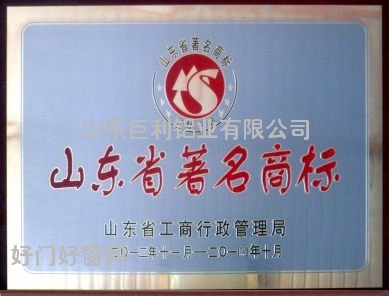 山东省著名商标
山东巨利铝业有限公司
山东省著名商标
山东省工商行政管理局
二〇一二年十一月—二〇一四年十月
好门好窗网